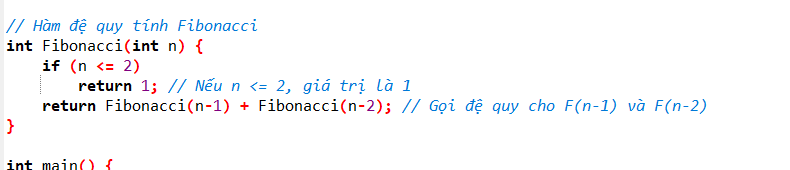 // Hàm đệ quy tính Fibonacci
int Fibonacci(int n) {
if (n <= 2)
return 1; // Nếu n <= 2, giá trị là 1
return Fibonacci(n-1) + Fibonacci(n-2); // Gọi đệ quy cho F(n-1) và F(n-2)
}
int main() {